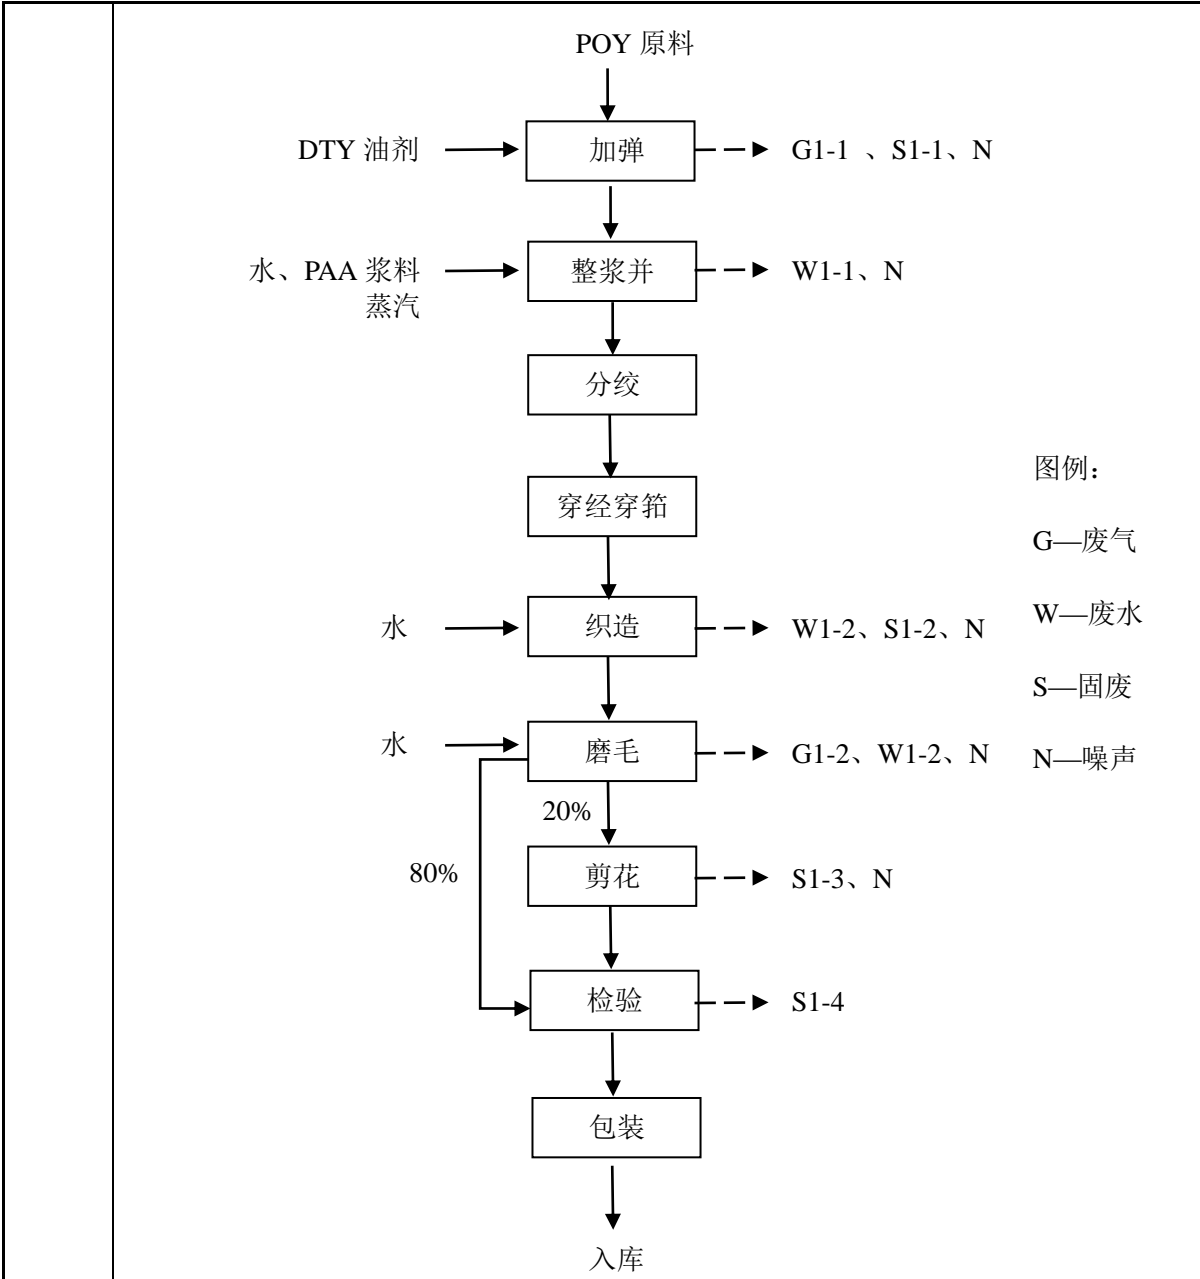 POY 原料
DTY 油剂
加弹
G1-1 、S1-1、N
水、PAA 浆料
蒸汽
整浆并
W1-1、N
分绞
穿经穿筘
图例：
G—废气
W—废水
S—固废
N—噪声
水
织造
W1-2、S1-2、N
水
磨毛
G1-2、W1-2、N
20%
80%
剪花
S1-3、N
检验
S1-4
包装
入库